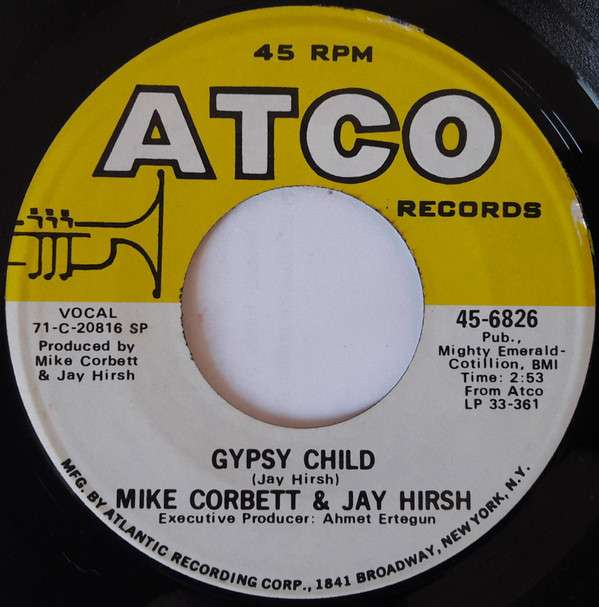 45 RPM
ATCO
RECORDS
VOCAL
71-C-20816 SP
Produced by
Mike Corbett
& Jay Hirsh
45-6826
Pub.,
Mighty Emerald-
Cotillion, BMI
Time: 2:53
From Atco
LP 33-361
GYPSY CHILD
(Jay Hirsh)
MIKE CORBETT & JAY HIRSH
Executive Producer: Ahmet Ertegun
MFG. BY ATLANTIC RECORDING CORP., 1841 BROADWAY, NEW YORK, N.Y.